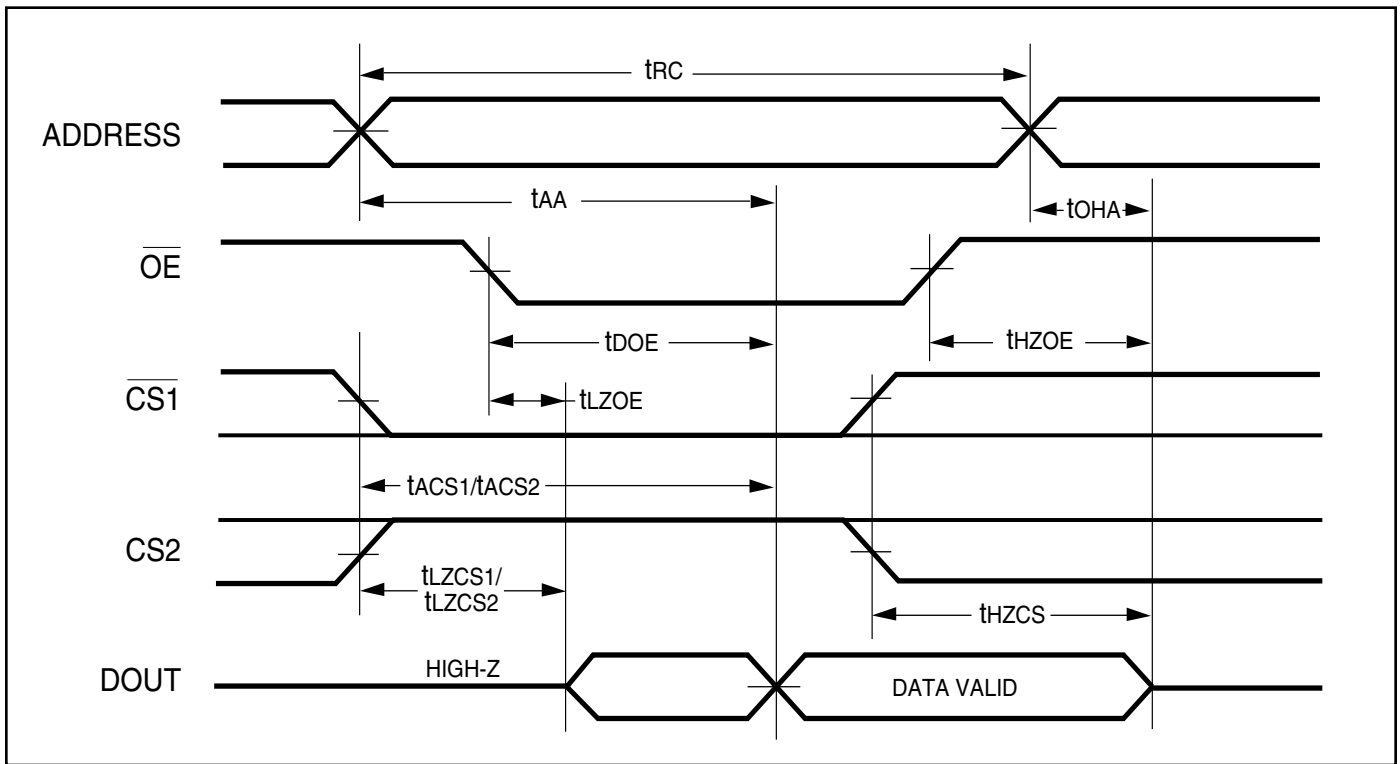 tRC
ADDRESS
tAA
tOHA
OE
tDOE
tHZOE
CS1
tLZOE
tACS1/tACS2
CS2
tLZCS1/
tLZCS2
tHZCS
DOUT
HIGH-Z
DATA VALID